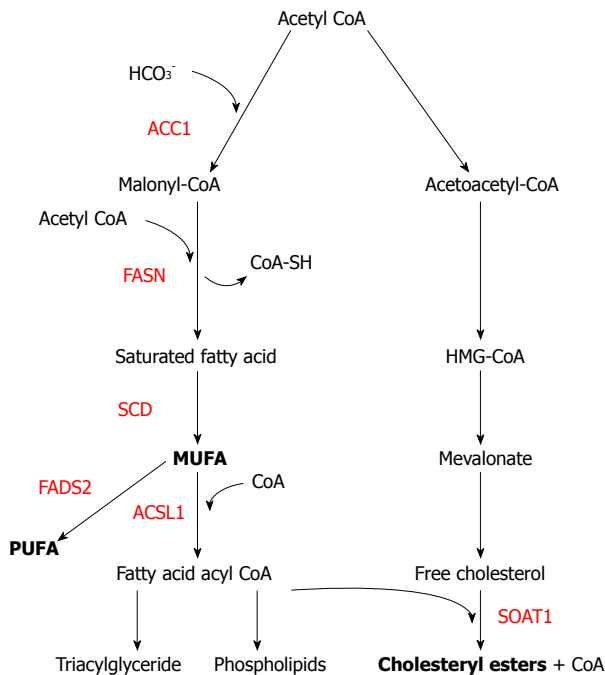 Acetyl CoA
HCO₃⁻
ACC1
Malonyl-CoA
Acetoacetyl-CoA
Acetyl CoA
FASN
CoA-SH
Saturated fatty acid
HMG-CoA
SCD
MUFA
Mevalonate
FADS2
ACSL1
CoA
PUFA
Fatty acid acyl CoA
Free cholesterol
SOAT1
Triacylglyceride
Phospholipids
Cholesteryl esters + CoA